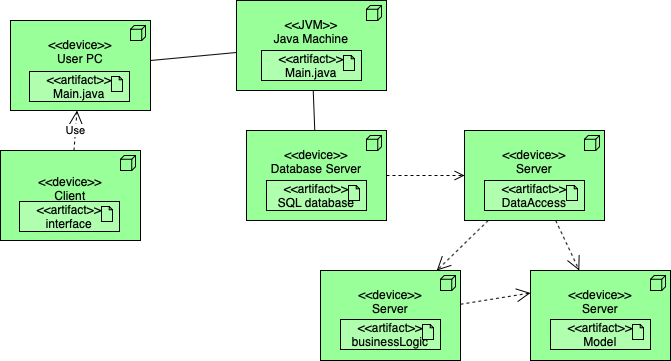 <<JVM>>
Java Machine
<<artifact>>
Main.java
<<device>>
User PC
<<artifact>>
Main.java
Use
<<device>>
Client
<<artifact>>
interface
<<device>>
Database Server
<<artifact>>
SQL database
<<device>>
Server
<<artifact>>
DataAccess
<<device>>
Server
<<artifact>>
businessLogic
<<device>>
Server
<<artifact>>
Model